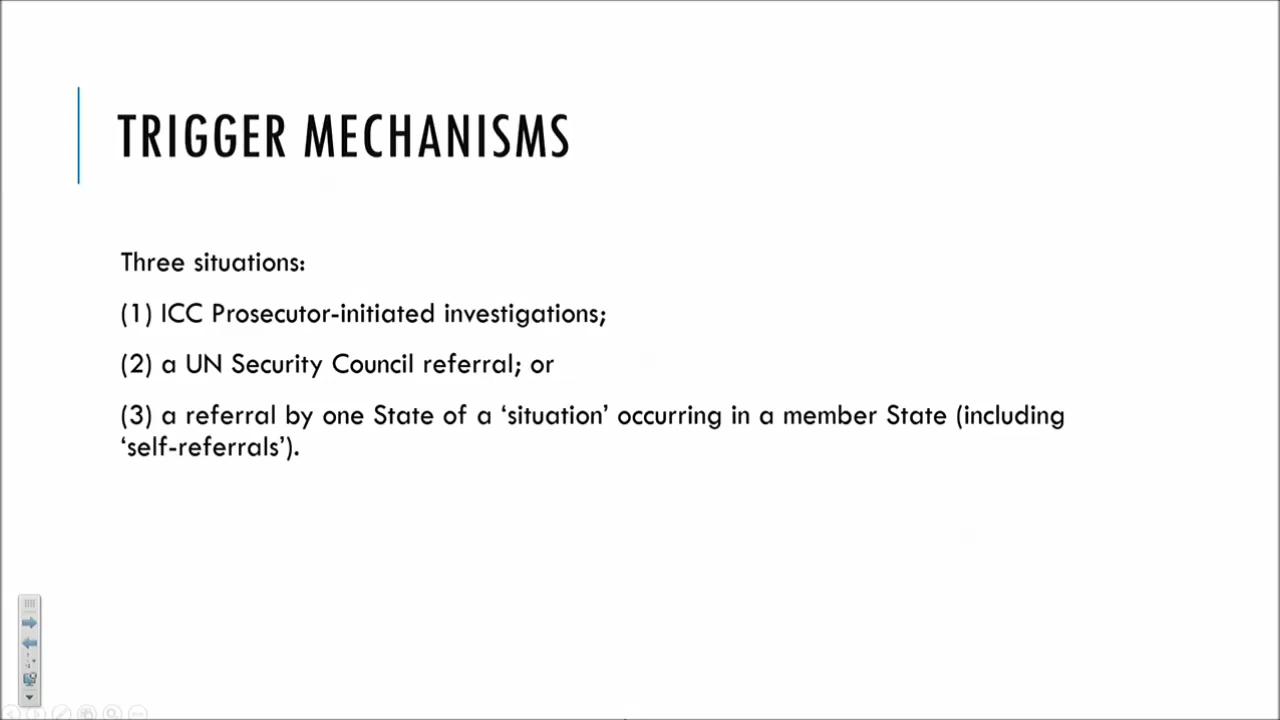 TRIGGER MECHANISMS
Three situations:
(1) ICC Prosecutor-initiated investigations;
(2) a UN Security Council referral; or
(3) a referral by one State of a ‘situation’ occurring in a member State (including
‘self-referrals’).